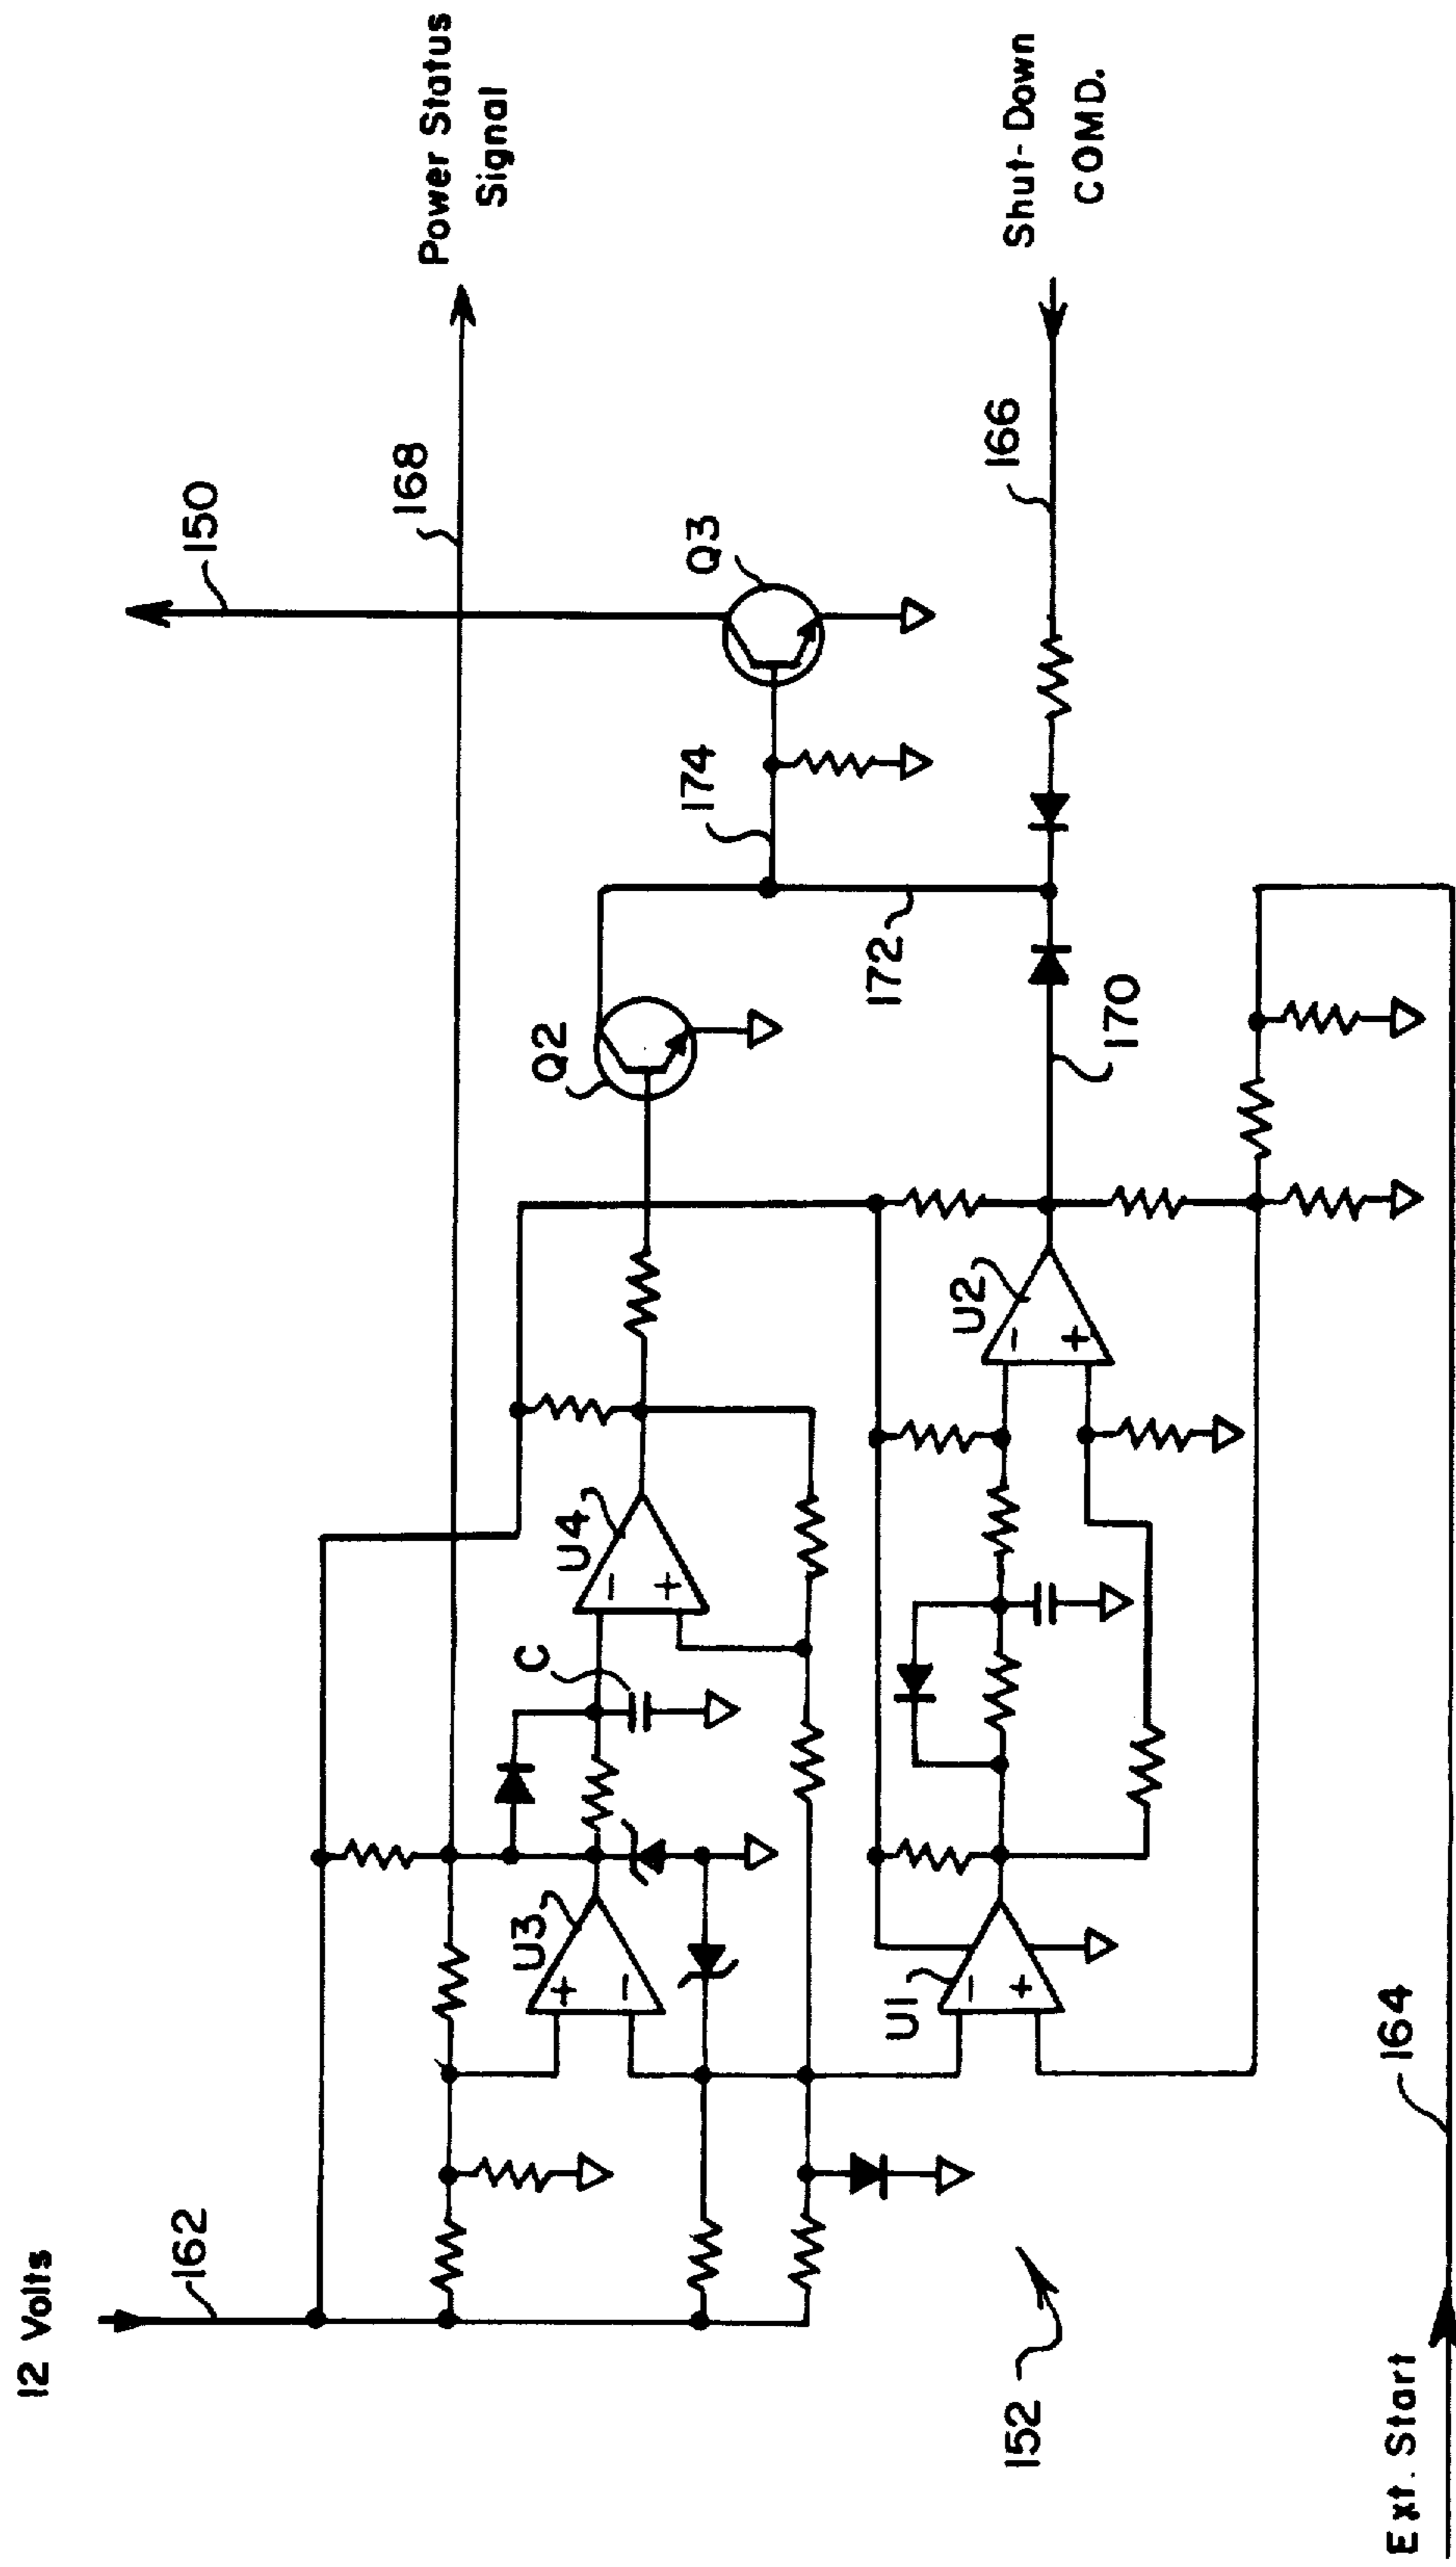 12 Volts
162
150
168
Power Status
Signal
Q3
174
Q2
172
170
166
Shut-Down
COMD.
U4
C
U3
+
−
−
+
U2
−
+
U1
−
+
152
164
Ext. Start